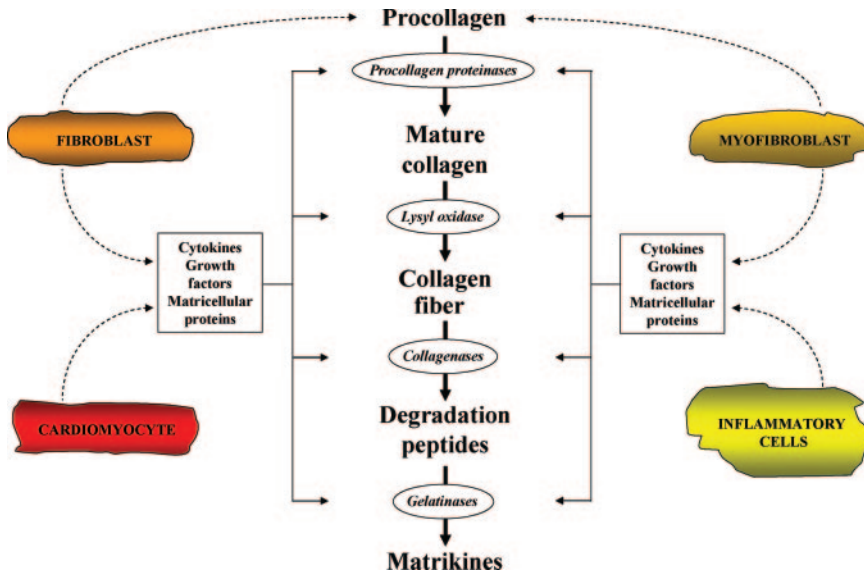 Procollagen
Procollagen proteinases
FIBROBLAST
MYOFIBROBLAST
Mature
collagen
Lysyl oxidase
Cytokines
Growth
factors
Matricellular
proteins
Cytokines
Growth
factors
Matricellular
proteins
Collagen
fiber
Collagenases
CARDIOMYOCYTE
Degradation
peptides
INFLAMMATORY
CELLS
Gelatinases
Matrikines